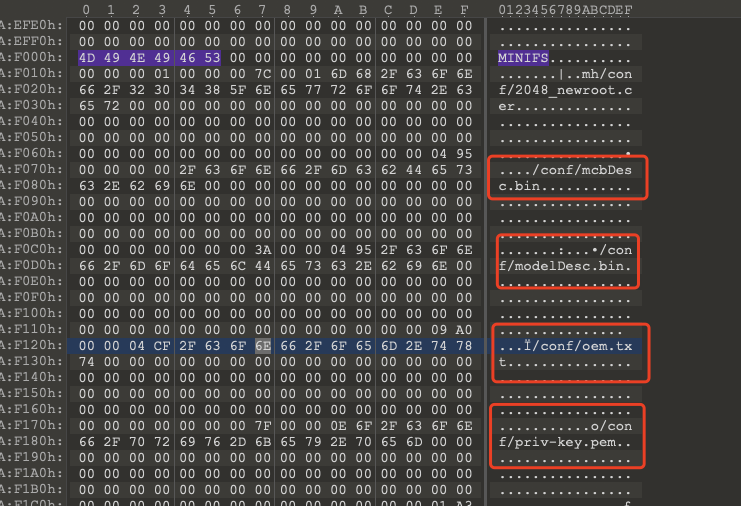 0 1 2 3 4 5 6 7 8 9 A B C D E F 0123456789ABCDEF
A:EFE0h: 00 00 00 00 00 00 00 00 00 00 00 00 00 00 00 00 ................
A:EFF0h: 00 00 00 00 00 00 00 00 00 00 00 00 00 00 00 00 ................
A:F000h: 4D 49 4E 49 46 53 00 00 00 00 00 00 00 00 00 00 MINIFS..........
A:F010h: 00 00 00 01 00 00 00 7C 00 01 6D 68 2F 63 6F 6E .......|..mh/con
A:F020h: 66 2F 32 30 34 38 5F 6E 65 77 72 6F 6F 74 2E 63 f/2048_newroot.c
A:F030h: 65 72 00 00 00 00 00 00 00 00 00 00 00 00 00 00 er..............
A:F040h: 00 00 00 00 00 00 00 00 00 00 00 00 00 00 00 00 ................
A:F050h: 00 00 00 00 00 00 00 00 00 00 00 00 00 00 00 00 ................
A:F060h: 00 00 00 00 00 00 00 00 00 00 00 00 00 00 04 95 ...............•
A:F070h: 00 00 00 00 2F 63 6F 6E 66 2F 6D 63 62 44 65 73 ..../conf/mcbDes
A:F080h: 63 2E 62 69 6E 00 00 00 00 00 00 00 00 00 00 00 c.bin...........
A:F090h: 00 00 00 00 00 00 00 00 00 00 00 00 00 00 00 00 ................
A:F0A0h: 00 00 00 00 00 00 00 00 00 00 00 00 00 00 00 00 ................
A:F0B0h: 00 00 00 00 00 00 00 00 00 00 00 00 00 00 00 00 ................
A:F0C0h: 00 00 00 00 00 00 00 3A 00 00 04 95 2F 63 6F 6E .......:...•/con
A:F0D0h: 66 2F 6D 6F 64 65 6C 44 65 73 63 2E 62 69 6E 00 f/modelDesc.bin.
A:F0E0h: 00 00 00 00 00 00 00 00 00 00 00 00 00 00 00 00 ................
A:F0F0h: 00 00 00 00 00 00 00 00 00 00 00 00 00 00 00 00 ................
A:F100h: 00 00 00 00 00 00 00 00 00 00 00 00 00 00 00 00 ................
A:F110h: 00 00 00 00 00 00 00 00 00 00 00 00 00 00 09 A0 ................
A:F120h: 00 00 04 CF 2F 63 6F 6E 66 2F 6F 65 6D 2E 74 78 ...Ï/conf/oem.tx
A:F130h: 74 00 00 00 00 00 00 00 00 00 00 00 00 00 00 00 t...............
A:F140h: 00 00 00 00 00 00 00 00 00 00 00 00 00 00 00 00 ................
A:F150h: 00 00 00 00 00 00 00 00 00 00 00 00 00 00 00 00 ................
A:F160h: 00 00 00 00 00 00 00 00 00 00 00 00 00 00 00 00 ................
A:F170h: 00 00 00 00 00 00 00 7F 00 00 0E 6F 2F 63 6F 6E ...........o/con
A:F180h: 66 2F 70 72 69 76 2D 6B 65 79 2E 70 65 6D 00 00 f/priv-key.pem..
A:F190h: 00 00 00 00 00 00 00 00 00 00 00 00 00 00 00 00 ................
A:F1A0h: 00 00 00 00 00 00 00 00 00 00 00 00 00 00 00 00 ................
A:F1B0h: 00 00 00 00 00 00 00 00 00 00 00 00 00 00 00 00 ................